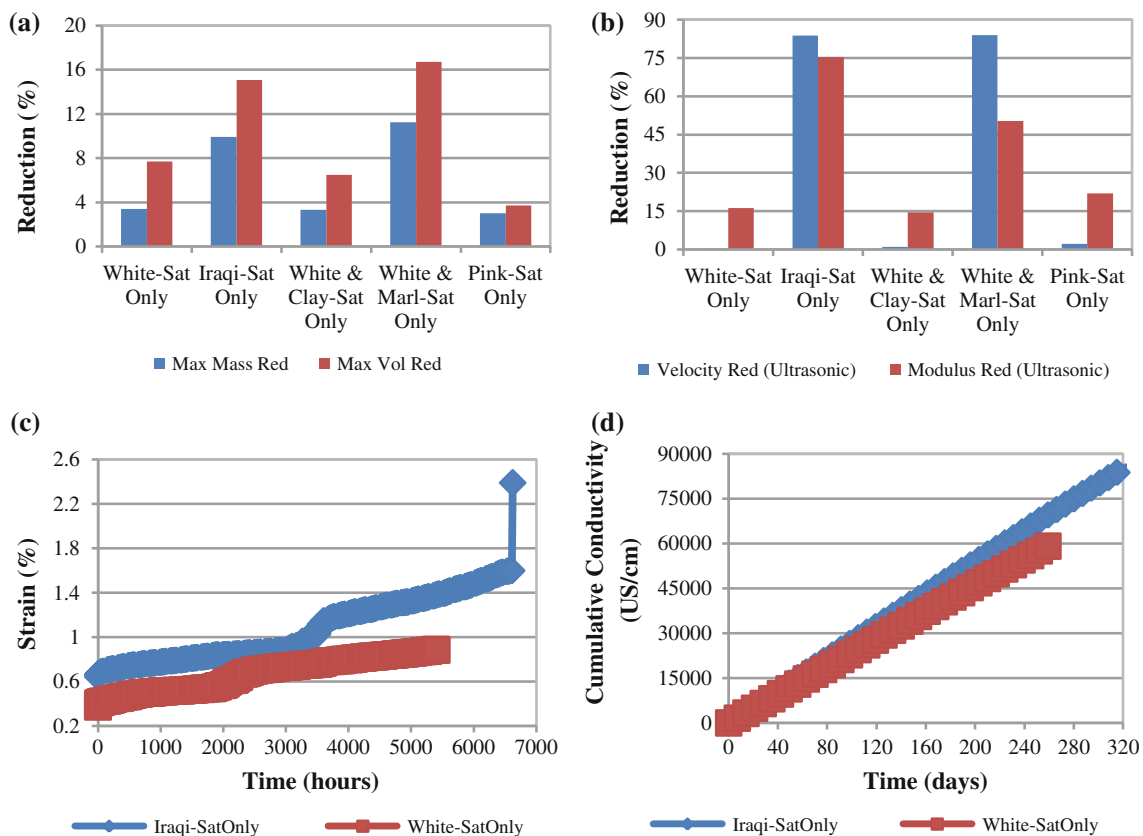 (a)
20
16
12
8
4
0
Reduction (%)
White-Sat Only
Iraqi-Sat Only
White & Clay-Sat Only
White & Marl-Sat Only
Pink-Sat Only
Max Mass Red
Max Vol Red
(b)
90
75
60
45
30
15
0
Reduction (%)
White-Sat Only
Iraqi-Sat Only
White & Clay-Sat Only
White & Marl-Sat Only
Pink-Sat Only
Velocity Red (Ultrasonic)
Modulus Red (Ultrasonic)
(c)
2.6
2.2
1.8
1.4
1
0.6
0.2
Strain (%)
0 1000 2000 3000 4000 5000 6000 7000
Time (hours)
Iraqi-SatOnly
White-SatOnly
(d)
90000
75000
60000
45000
30000
15000
0
Cumulative Conductivity
(US/cm)
0 40 80 120 160 200 240 280 320
Time (days)
Iraqi-SatOnly
White-SatOnly